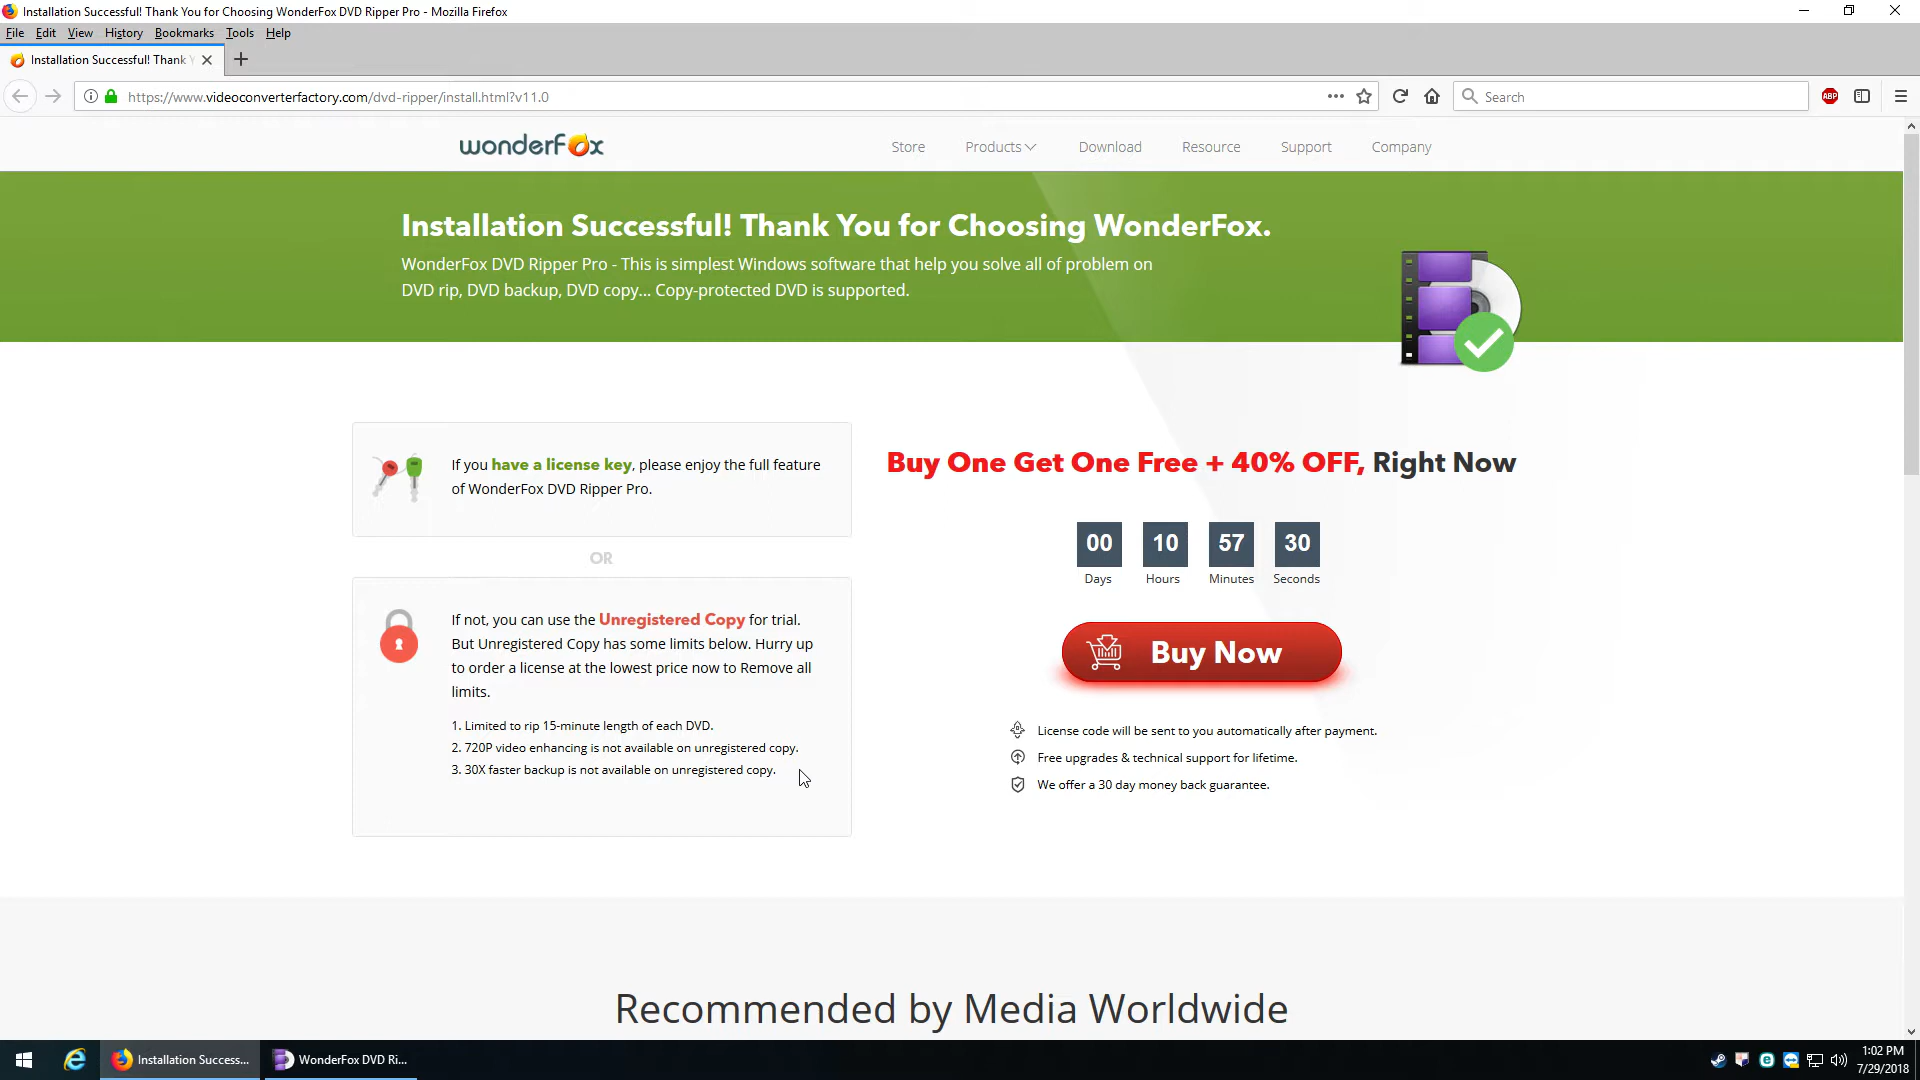 Installation Successful! Thank You for Choosing WonderFox DVD Ripper Pro - Mozilla Firefox
File Edit View History Bookmarks Tools Help
Installation Successful! Thank Y
https://www.videoconverterfactory.com/dvd-ripper/install.html?v11.0
Search
ABP
wonderFox
Store Products Download Resource Support Company
Installation Successful! Thank You for Choosing WonderFox.
WonderFox DVD Ripper Pro - This is simplest Windows software that help you solve all of problem on
DVD rip, DVD backup, DVD copy... Copy-protected DVD is supported.
If you have a license key, please enjoy the full feature
of WonderFox DVD Ripper Pro.
OR
If not, you can use the Unregistered Copy for trial.
But Unregistered Copy has some limits below. Hurry up
to order a license at the lowest price now to Remove all
limits.
1. Limited to rip 15-minute length of each DVD.
2. 720P video enhancing is not available on unregistered copy.
3. 30X faster backup is not available on unregistered copy.
Buy One Get One Free + 40% OFF, Right Now
00 10 57 30
Days Hours Minutes Seconds
Buy Now
License code will be sent to you automatically after payment.
Free upgrades & technical support for lifetime.
We offer a 30 day money back guarantee.
Recommended by Media Worldwide
Installation Success...
WonderFox DVD Ri...
1:02 PM
7/29/2018